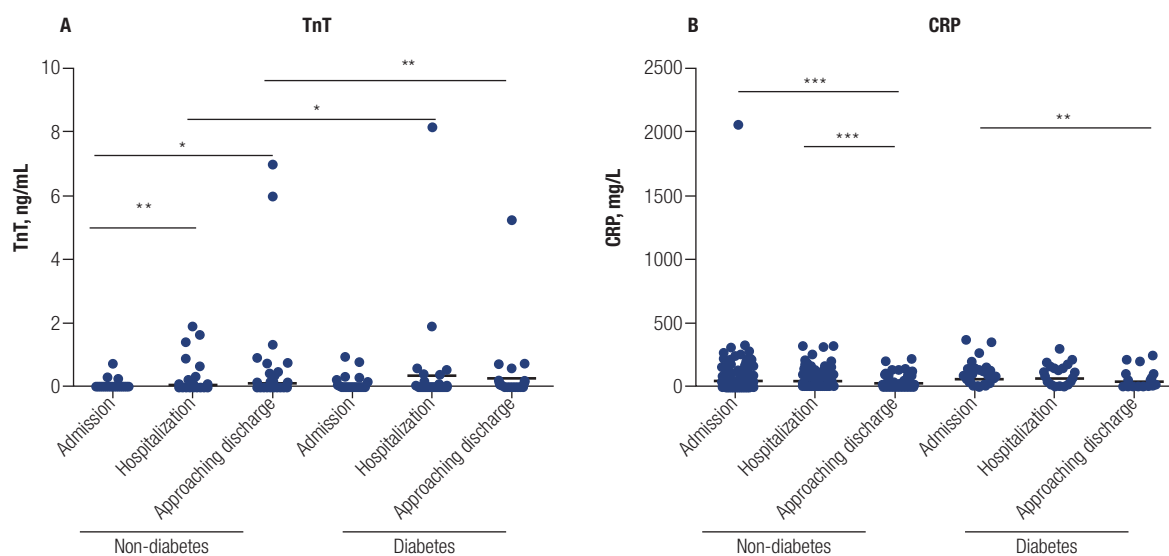 A TnT
TnT, ng/mL
10
8
6
4
2
0
**
*
*
**
Admission
Hospitalization
Approaching discharge
Admission
Hospitalization
Approaching discharge
Non-diabetes
Diabetes
B CRP
CRP, mg/L
2500
2000
1500
1000
500
0
***
***
**
Admission
Hospitalization
Approaching discharge
Admission
Hospitalization
Approaching discharge
Non-diabetes
Diabetes